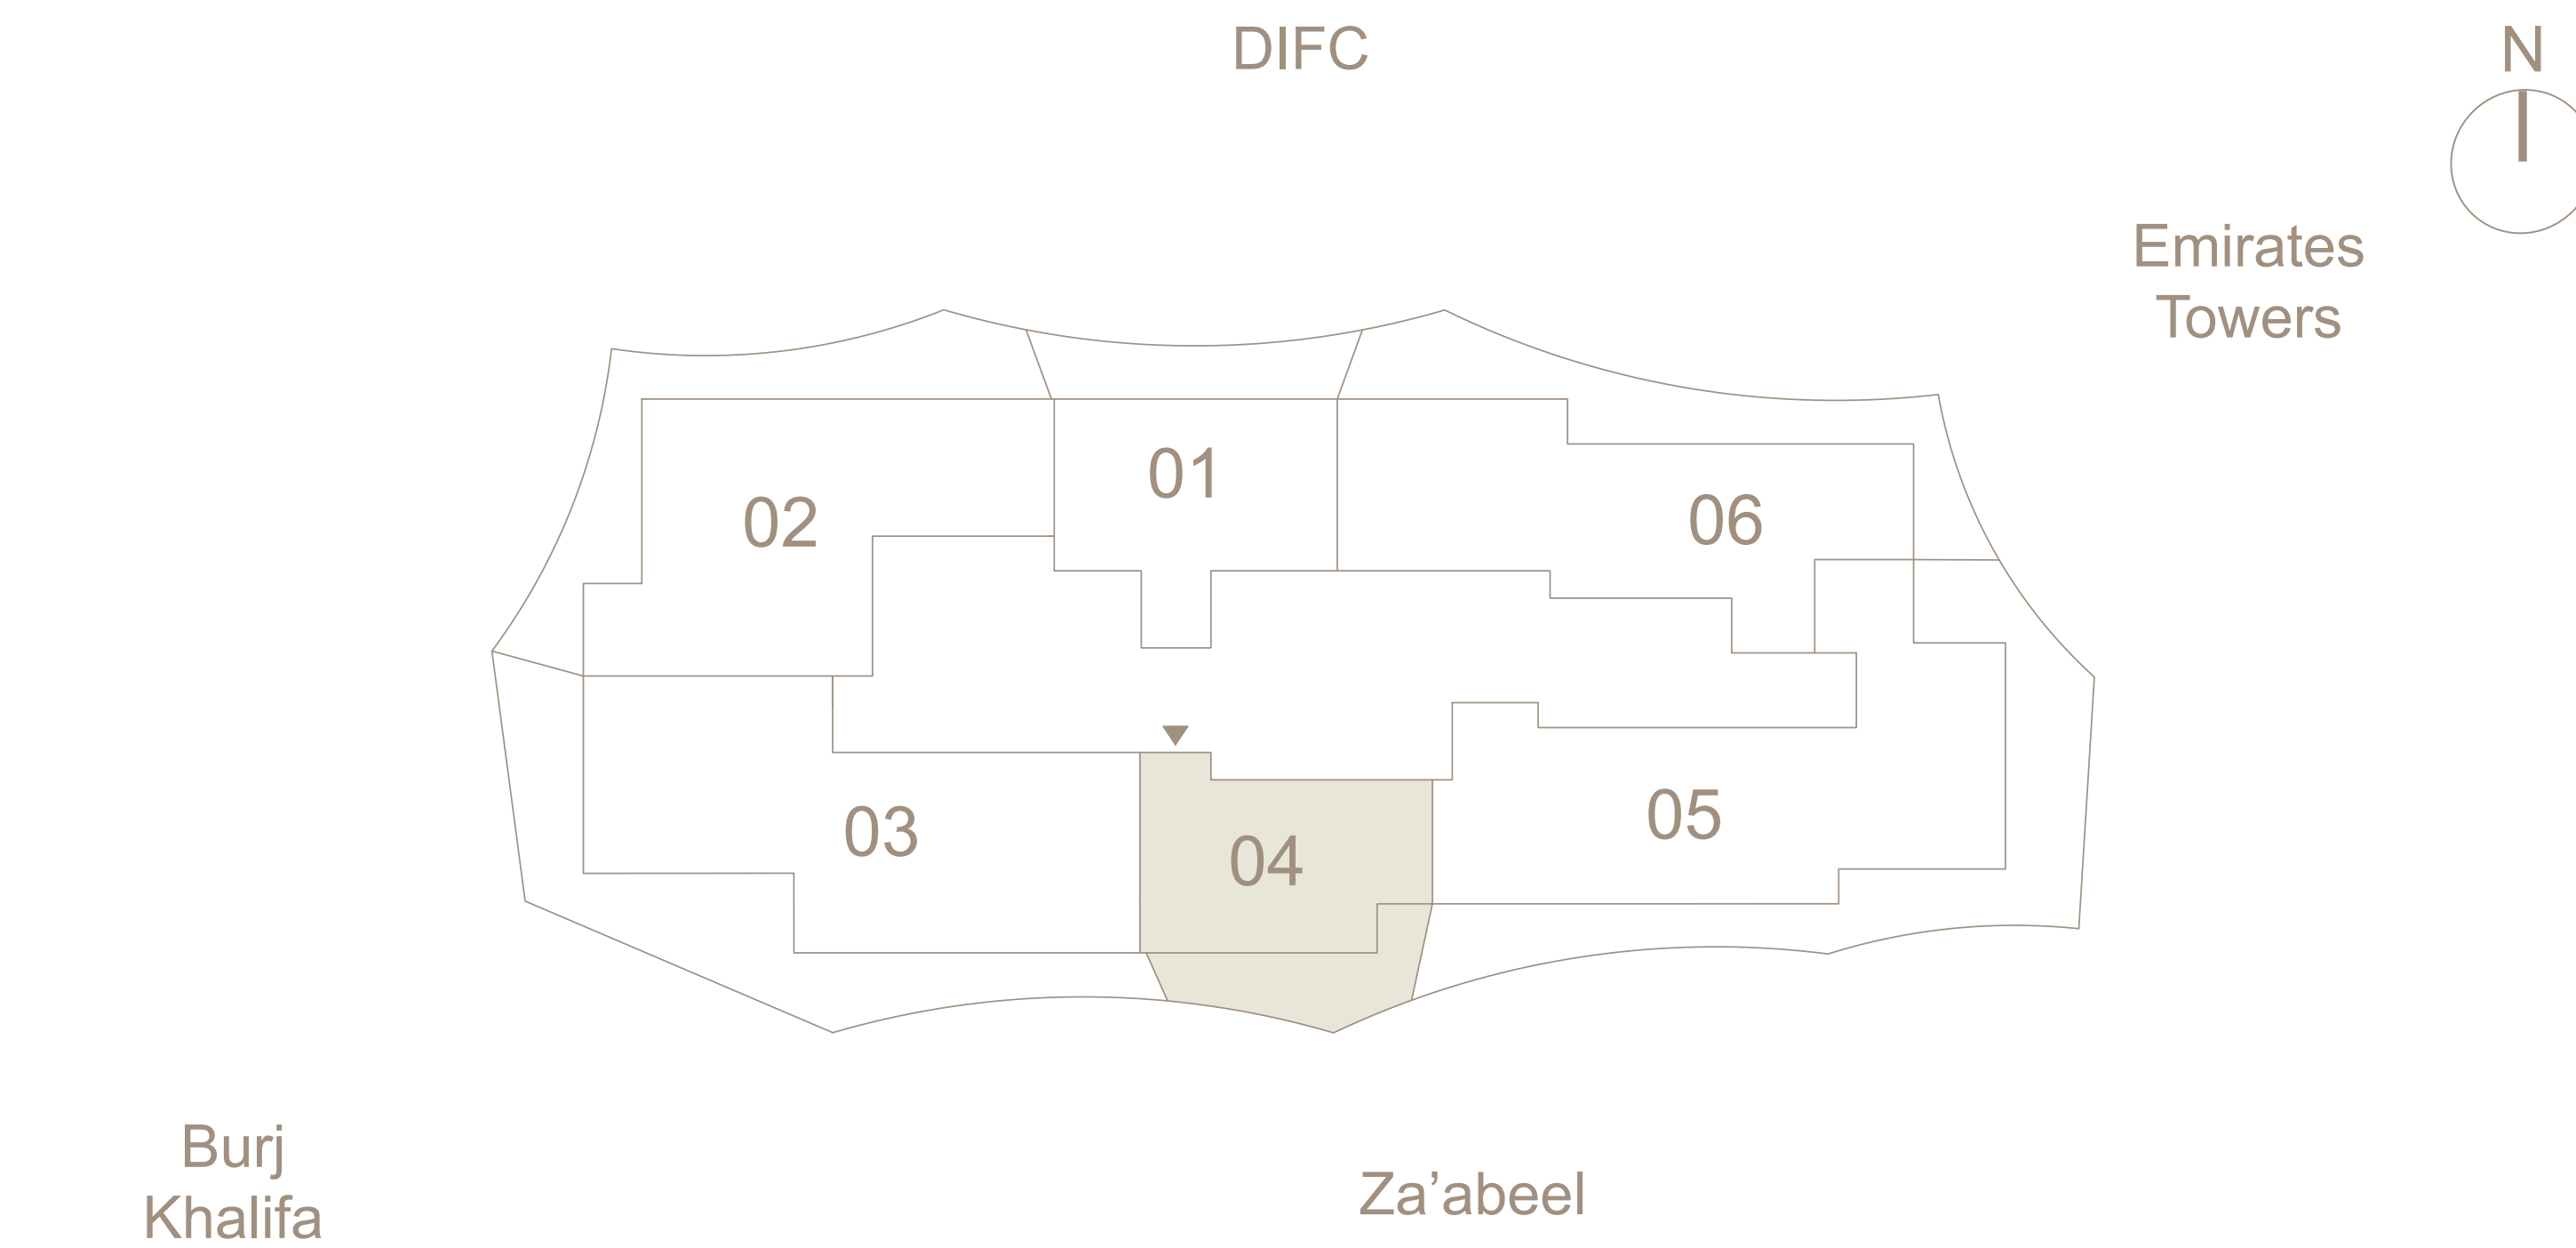 DIFC
N
Emirates
Towers
01
02
06
03
04
05
Burj
Khalifa
Za’abeel